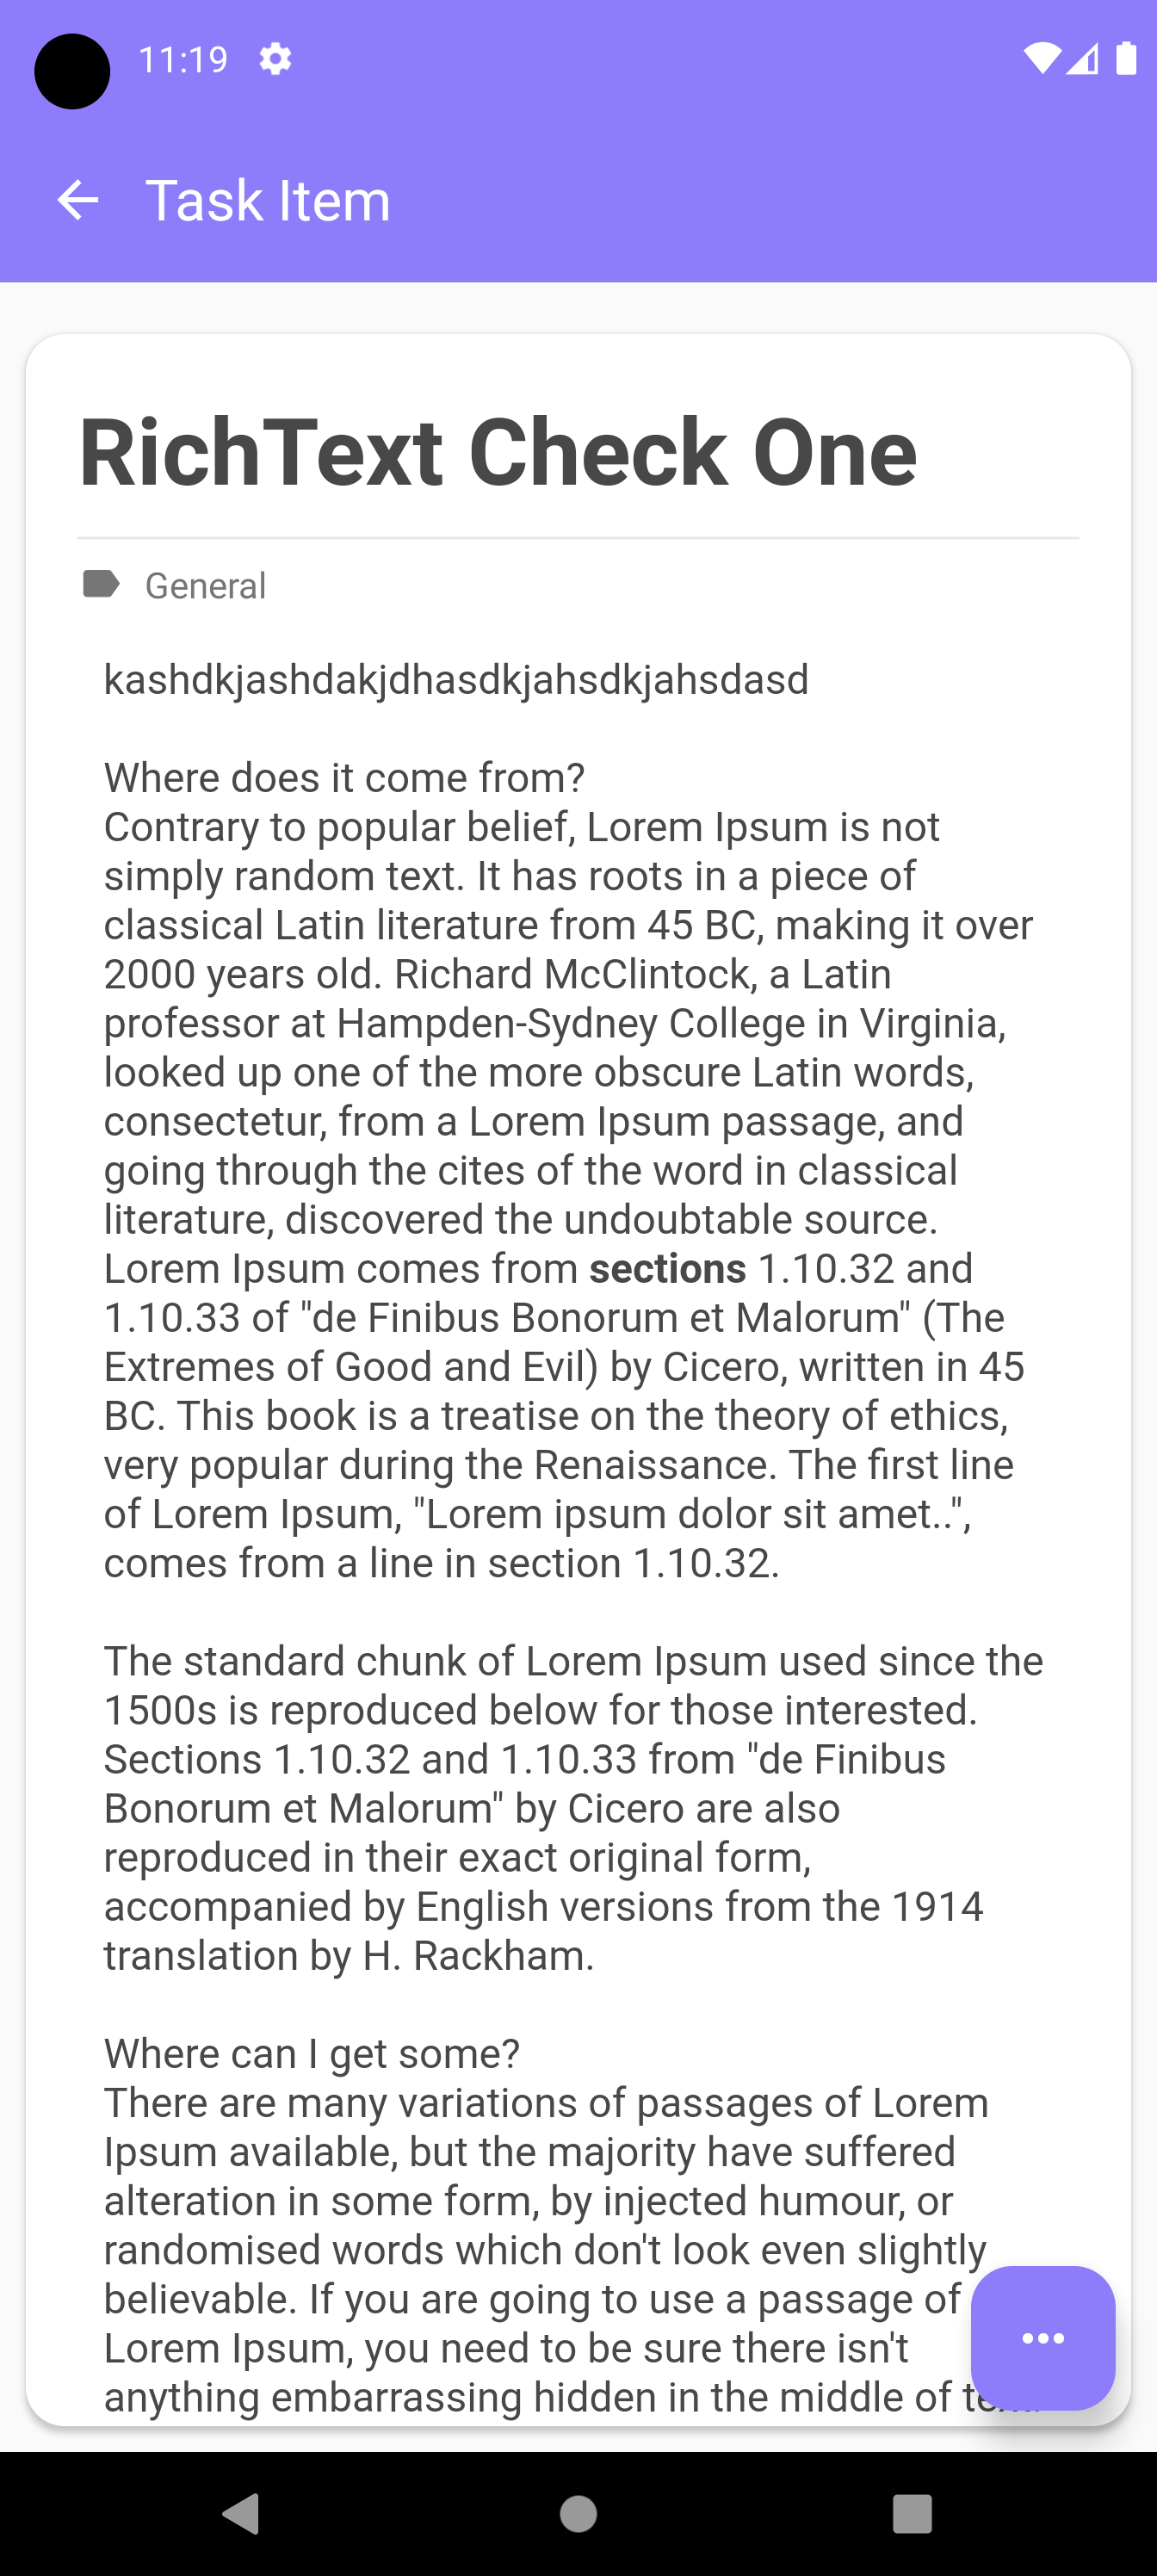 11:19
Task Item
RichText Check One
General
kashdkjashdakjdhasdkjahsdkjahsdasd
Where does it come from?
Contrary to popular belief, Lorem Ipsum is not
simply random text. It has roots in a piece of
classical Latin literature from 45 BC, making it over
2000 years old. Richard McClintock, a Latin
professor at Hampden-Sydney College in Virginia,
looked up one of the more obscure Latin words,
consectetur, from a Lorem Ipsum passage, and
going through the cites of the word in classical
literature, discovered the undoubtable source.
Lorem Ipsum comes from sections 1.10.32 and
1.10.33 of "de Finibus Bonorum et Malorum" (The
Extremes of Good and Evil) by Cicero, written in 45
BC. This book is a treatise on the theory of ethics,
very popular during the Renaissance. The first line
of Lorem Ipsum, "Lorem ipsum dolor sit amet..",
comes from a line in section 1.10.32.
The standard chunk of Lorem Ipsum used since the
1500s is reproduced below for those interested.
Sections 1.10.32 and 1.10.33 from "de Finibus
Bonorum et Malorum" by Cicero are also
reproduced in their exact original form,
accompanied by English versions from the 1914
translation by H. Rackham.
Where can I get some?
There are many variations of passages of Lorem
Ipsum available, but the majority have suffered
alteration in some form, by injected humour, or
randomised words which don't look even slightly
believable. If you are going to use a passage of
Lorem Ipsum, you need to be sure there isn't
anything embarrassing hidden in the middle of